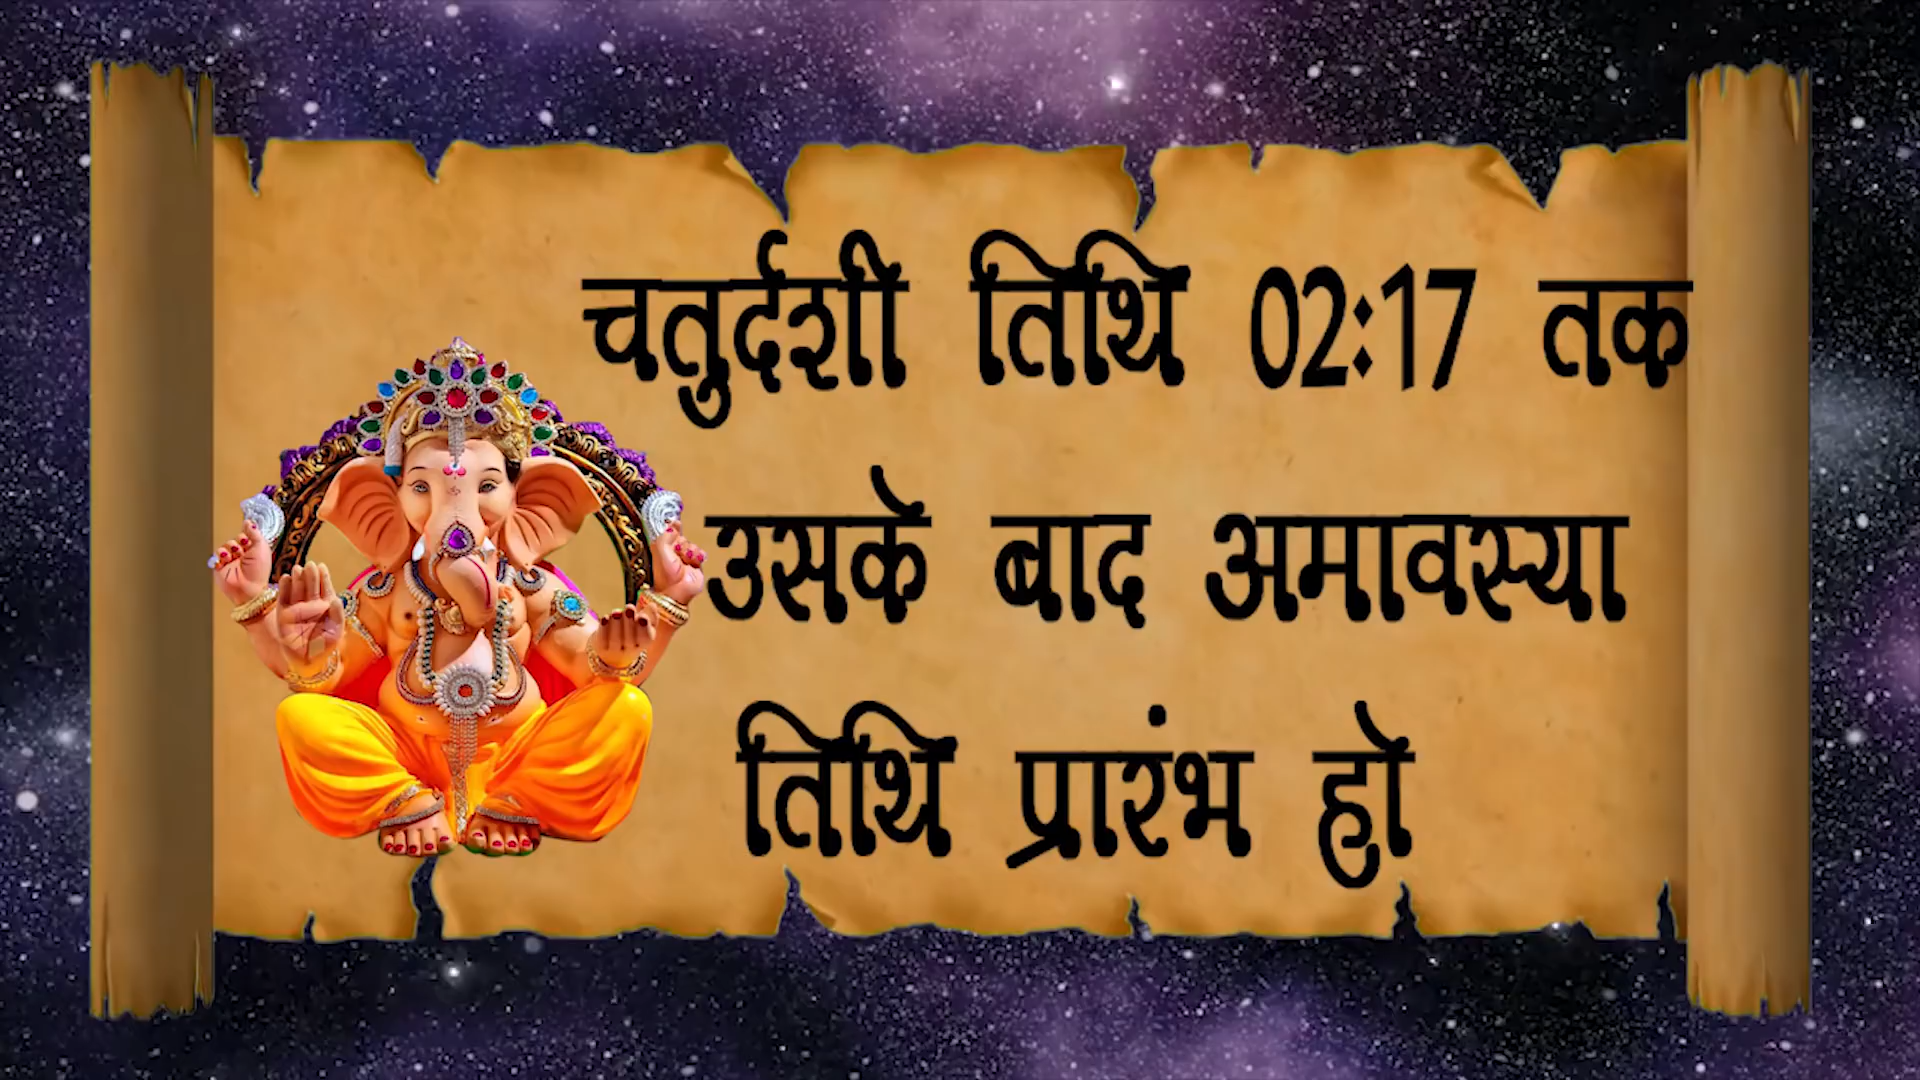 चतुर्दशी तिथि 02:17 तक
उसके बाद अमावस्या
तिथि प्रारंभ हो